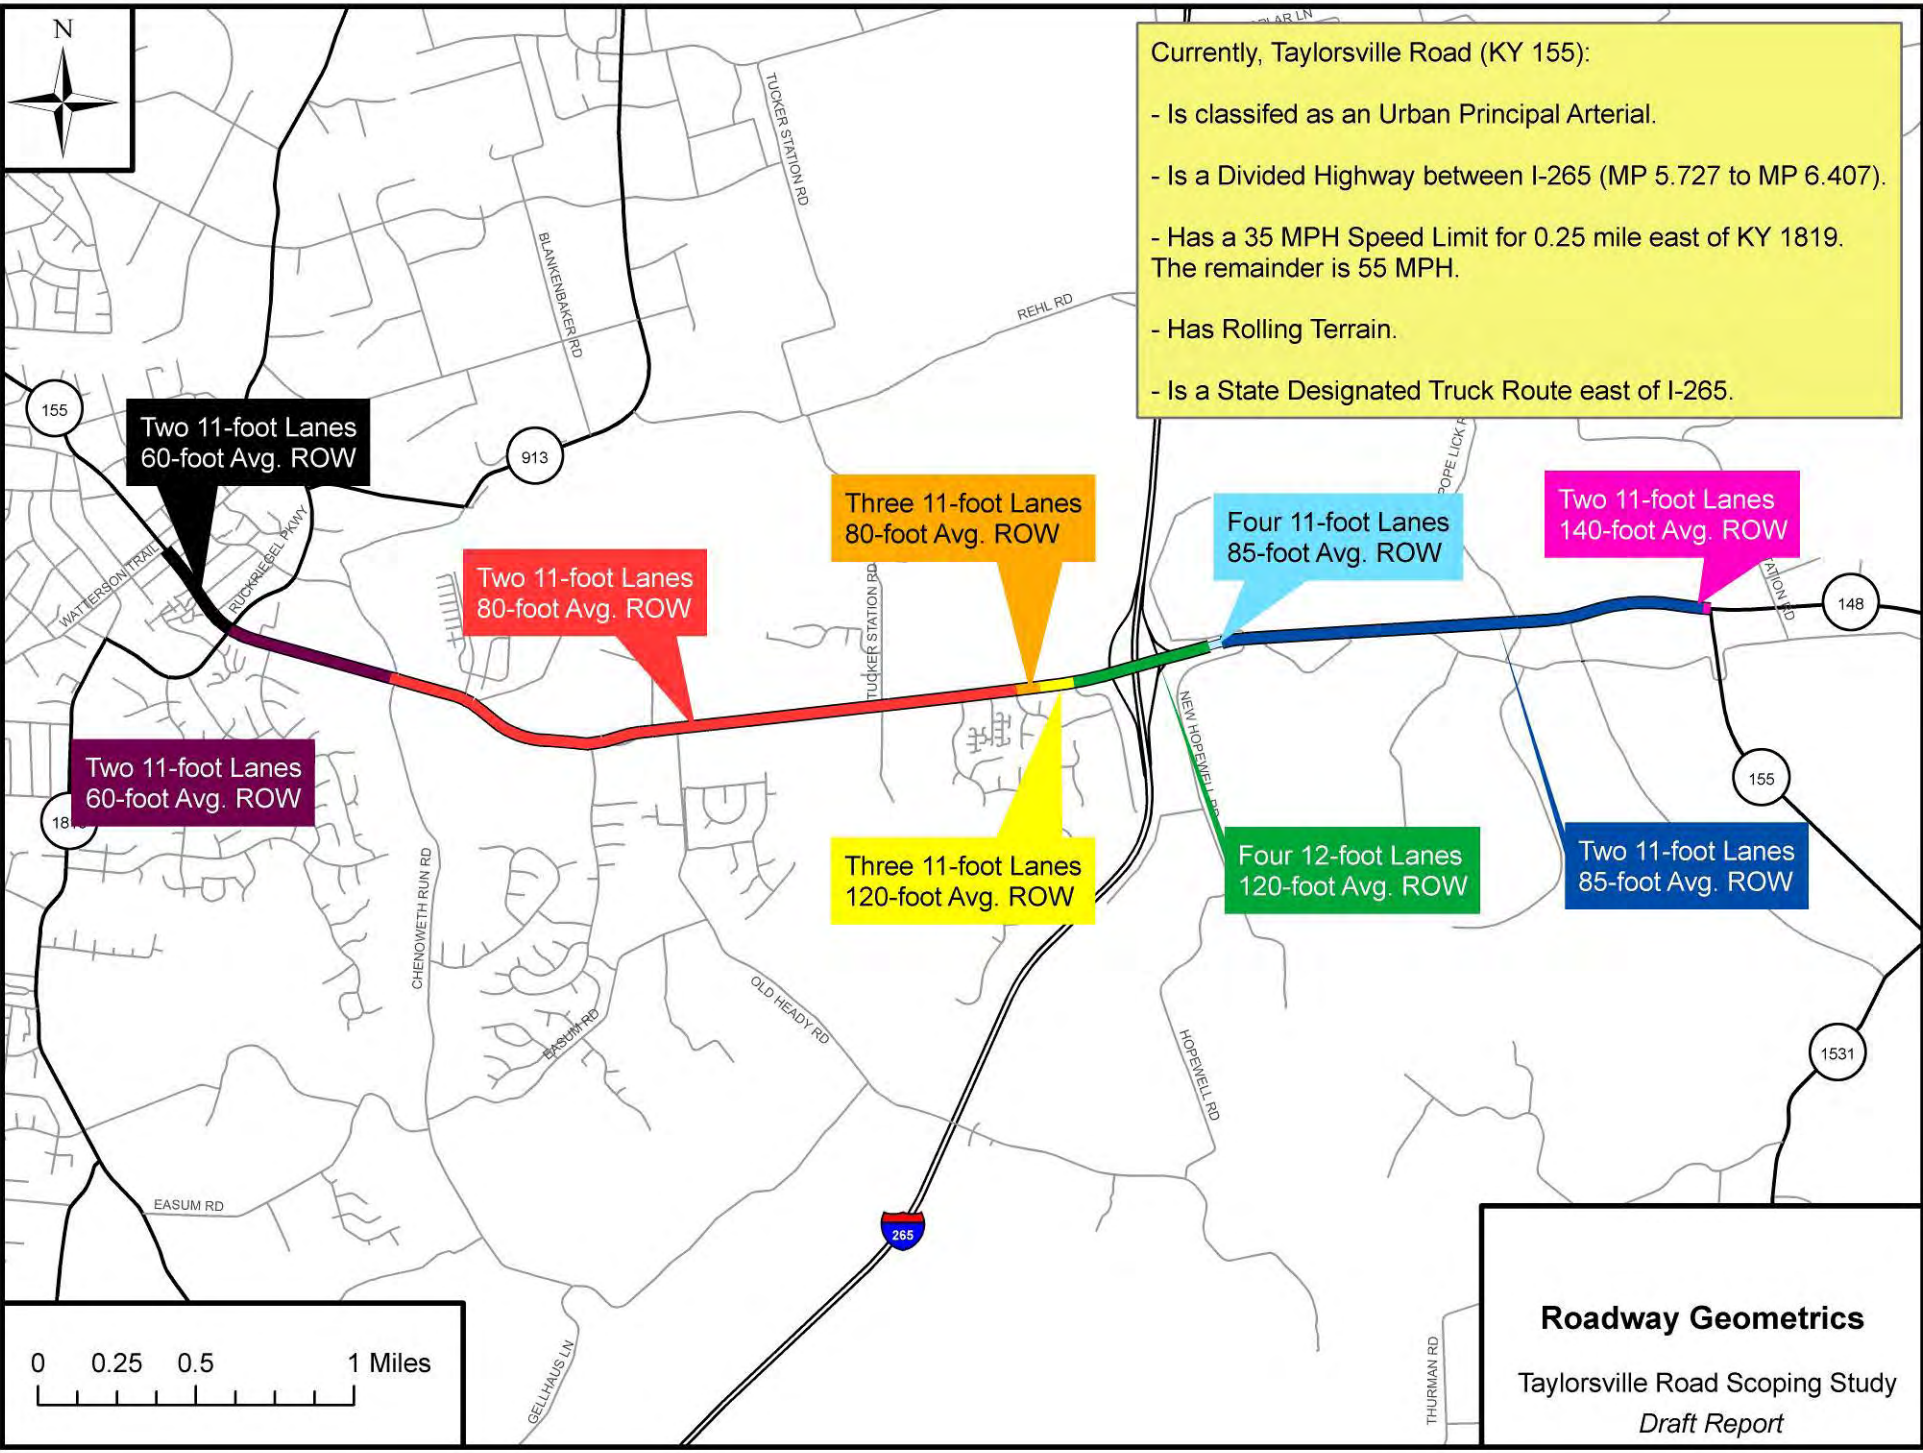 N
PLAR LN
Currently, Taylorsville Road (KY 155):
- Is classifed as an Urban Principal Arterial.
- Is a Divided Highway between I-265 (MP 5.727 to MP 6.407).
- Has a 35 MPH Speed Limit for 0.25 mile east of KY 1819.
The remainder is 55 MPH.
- Has Rolling Terrain.
- Is a State Designated Truck Route east of I-265.
TUCKER STATION RD
BLANKENBAKER RD
REHL RD
155
Two 11-foot Lanes
60-foot Avg. ROW
913
POPE LICK R
Three 11-foot Lanes
80-foot Avg. ROW
Four 11-foot Lanes
85-foot Avg. ROW
Two 11-foot Lanes
140-foot Avg. ROW
WATTERSON TRAIL
RUCKRIEGEL PKWY
Two 11-foot Lanes
80-foot Avg. ROW
TUCKER STATION RD
TATION RD
148
NEW HOPEWELL RD
155
Two 11-foot Lanes
60-foot Avg. ROW
181
Three 11-foot Lanes
120-foot Avg. ROW
Four 12-foot Lanes
120-foot Avg. ROW
Two 11-foot Lanes
85-foot Avg. ROW
CHENOWETH RUN RD
OLD HEADY RD
EASUM RD
HOPEWELL RD
1531
EASUM RD
265
GELLHAUS LN
THURMAN RD
0 0.25 0.5 1 Miles
Roadway Geometrics
Taylorsville Road Scoping Study
Draft Report